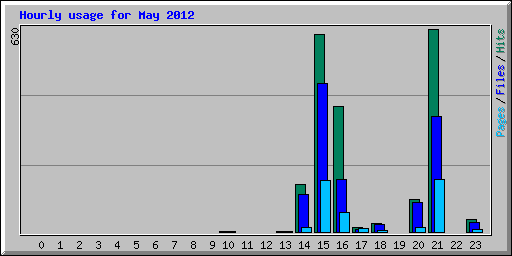 Hourly usage for May 2012
630
Pages / Files / Hits
0 1 2 3 4 5 6 7 8 9 10 11 12 13 14 15 16 17 18 19 20 21 22 23